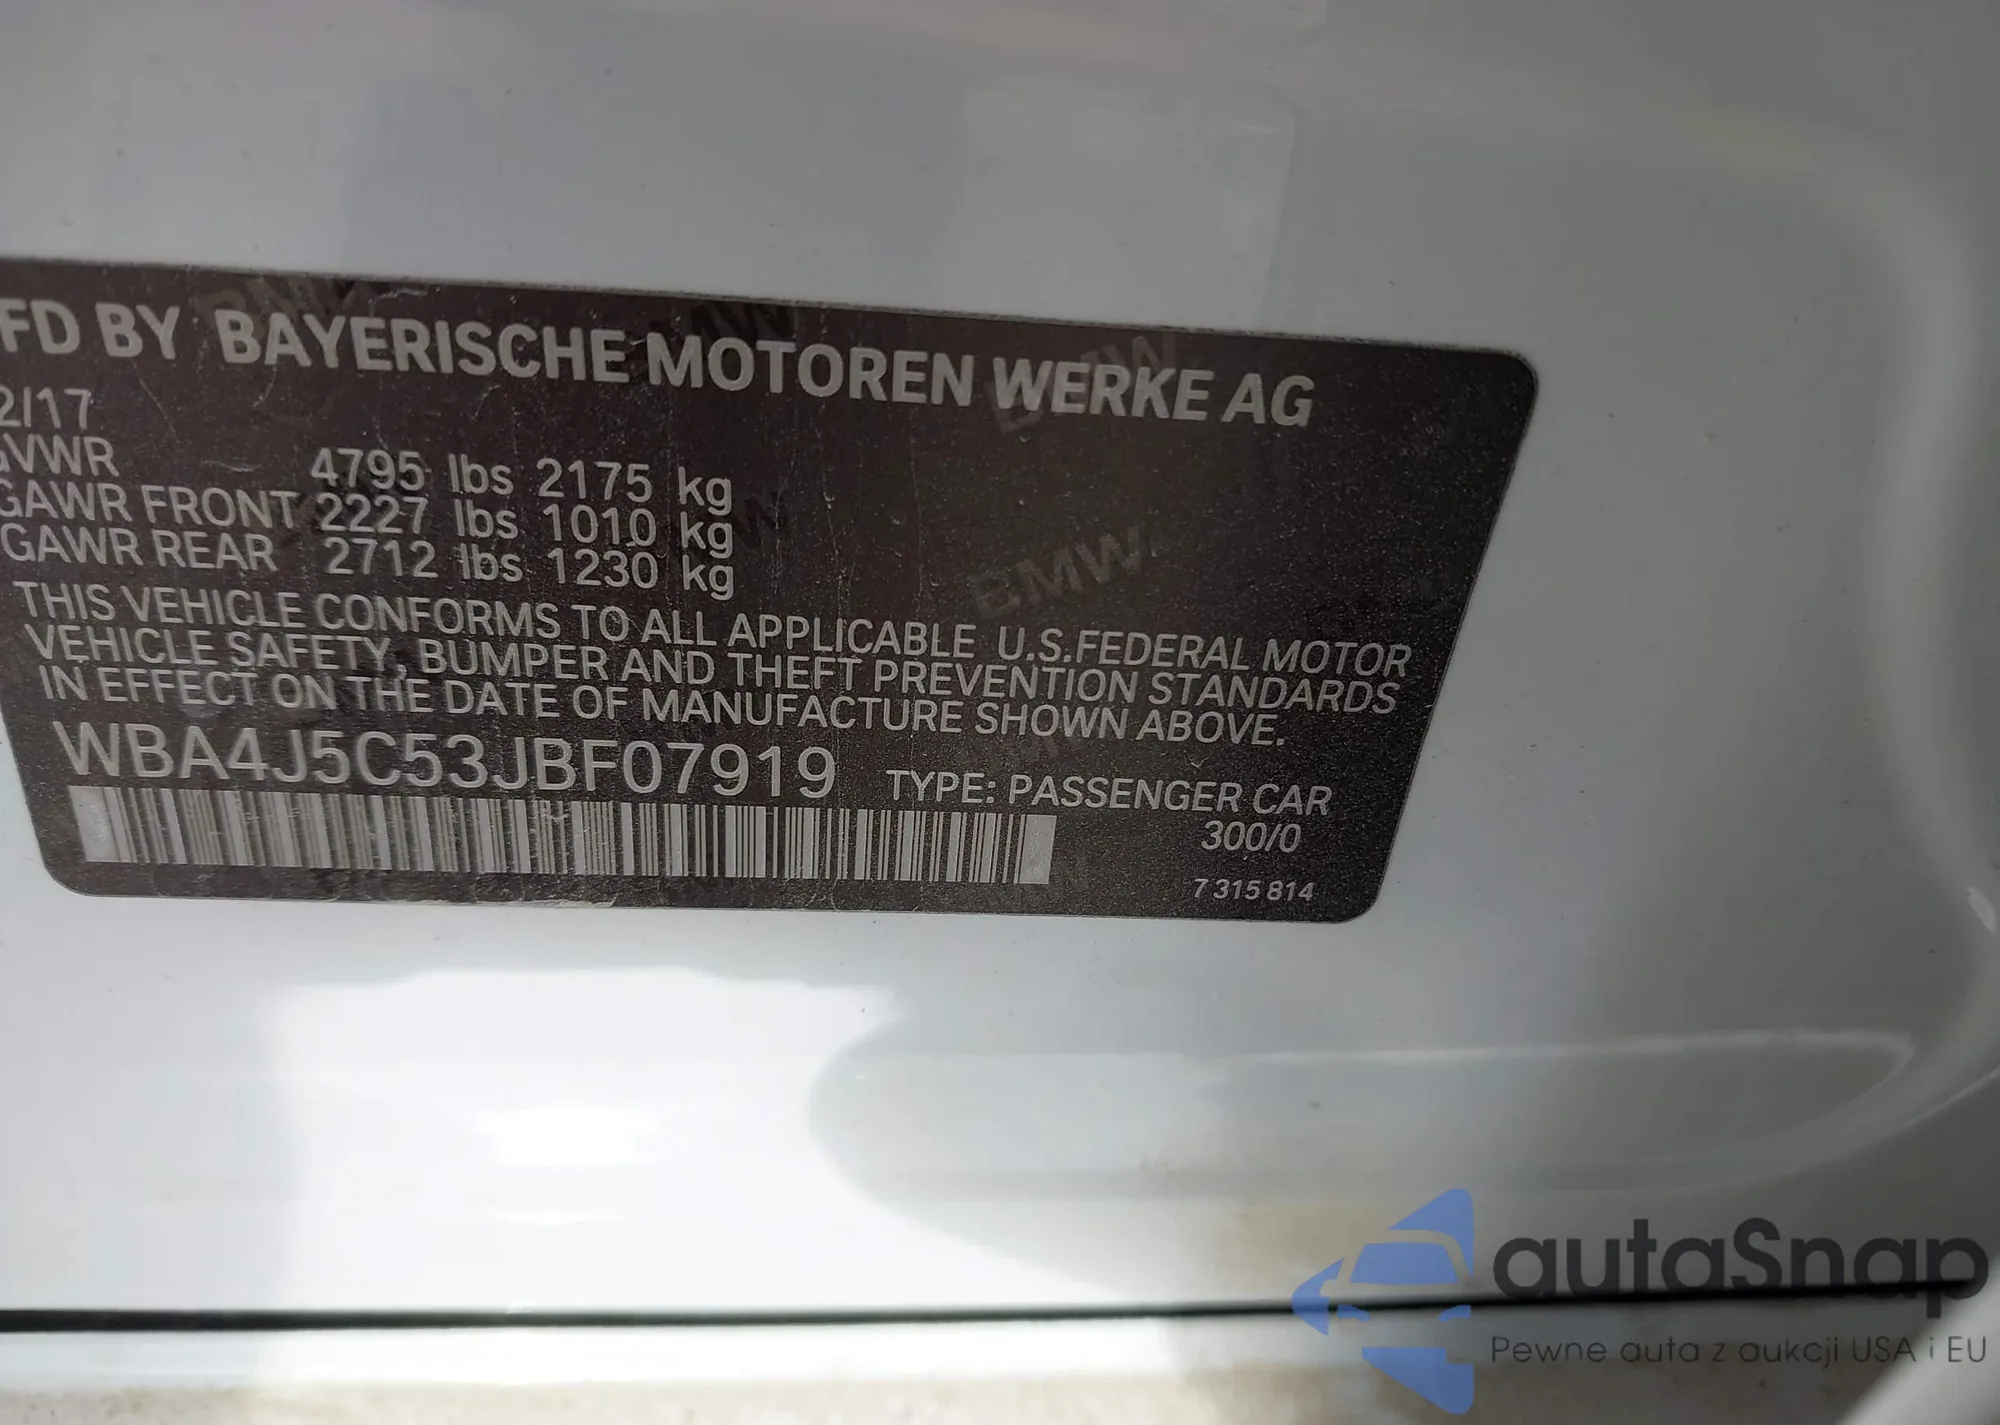 FD BY BAYERISCHE MOTOREN WERKE AG
2/17
GVWR 4795 lbs 2175 kg
GAWR FRONT 2227 lbs 1010 kg
GAWR REAR 2712 lbs 1230 kg
THIS VEHICLE CONFORMS TO ALL APPLICABLE U.S.FEDERAL MOTOR
VEHICLE SAFETY, BUMPER AND THEFT PREVENTION STANDARDS
IN EFFECT ON THE DATE OF MANUFACTURE SHOWN ABOVE.
WBA4J5C53JBF07919 TYPE: PASSENGER CAR
300/0
7 315 814
autaSnap
Pewne auta z aukcji USA i EU